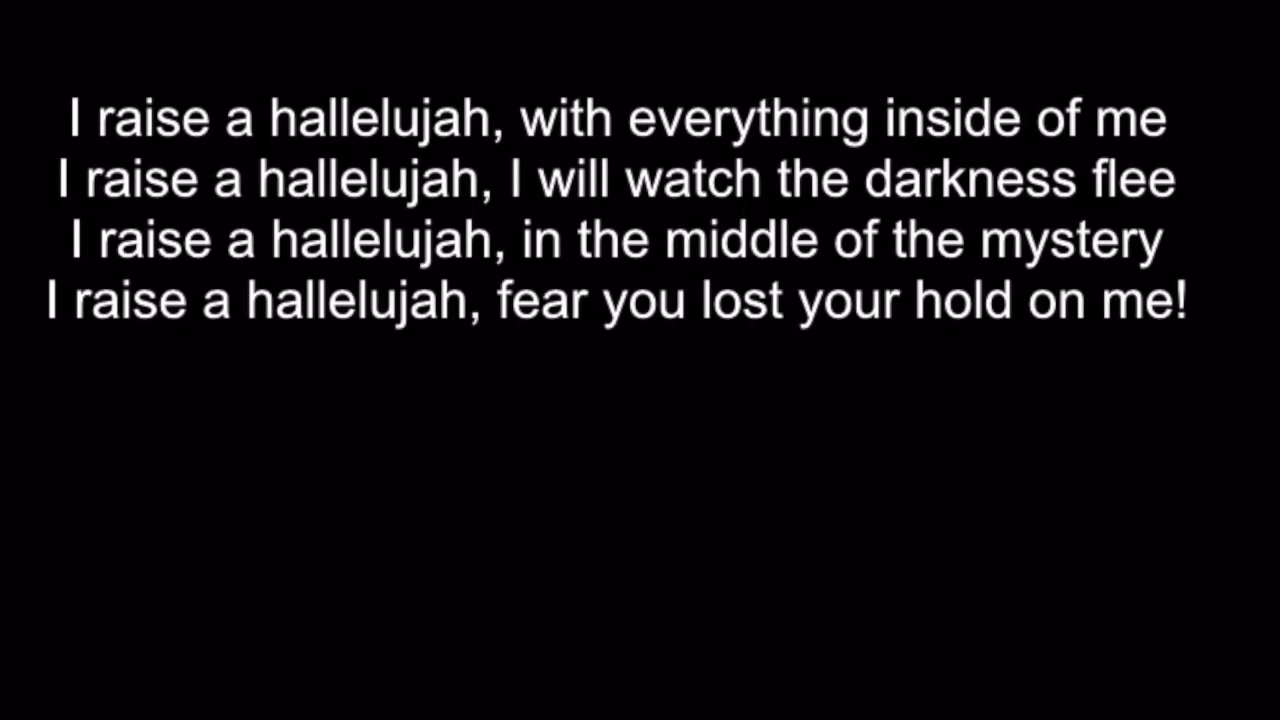 I raise a hallelujah, with everything inside of me
I raise a hallelujah, I will watch the darkness flee
I raise a hallelujah, in the middle of the mystery
I raise a hallelujah, fear you lost your hold on me!